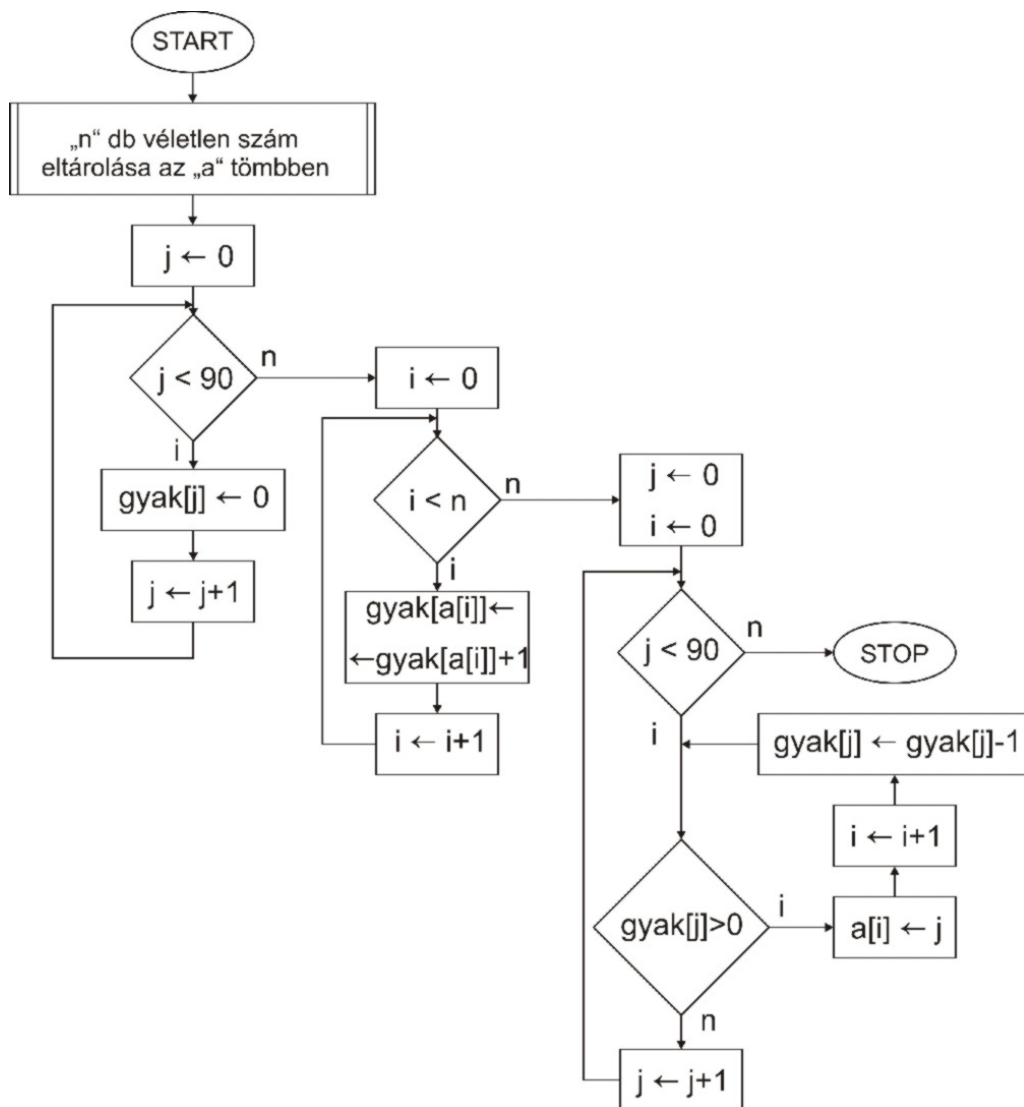 START
„n“ db véletlen szám
eltárolása az „a“ tömbben
j ← 0
j < 90
n
i
gyak[j] ← 0
j ← j+1
i ← 0
i < n
n
i
gyak[a[i]]←
←gyak[a[i]]+1
i ← i+1
j ← 0
i ← 0
j < 90
n
STOP
i
gyak[j] ← gyak[j]-1
i ← i+1
a[i] ← j
gyak[j]>0
i
n
j ← j+1